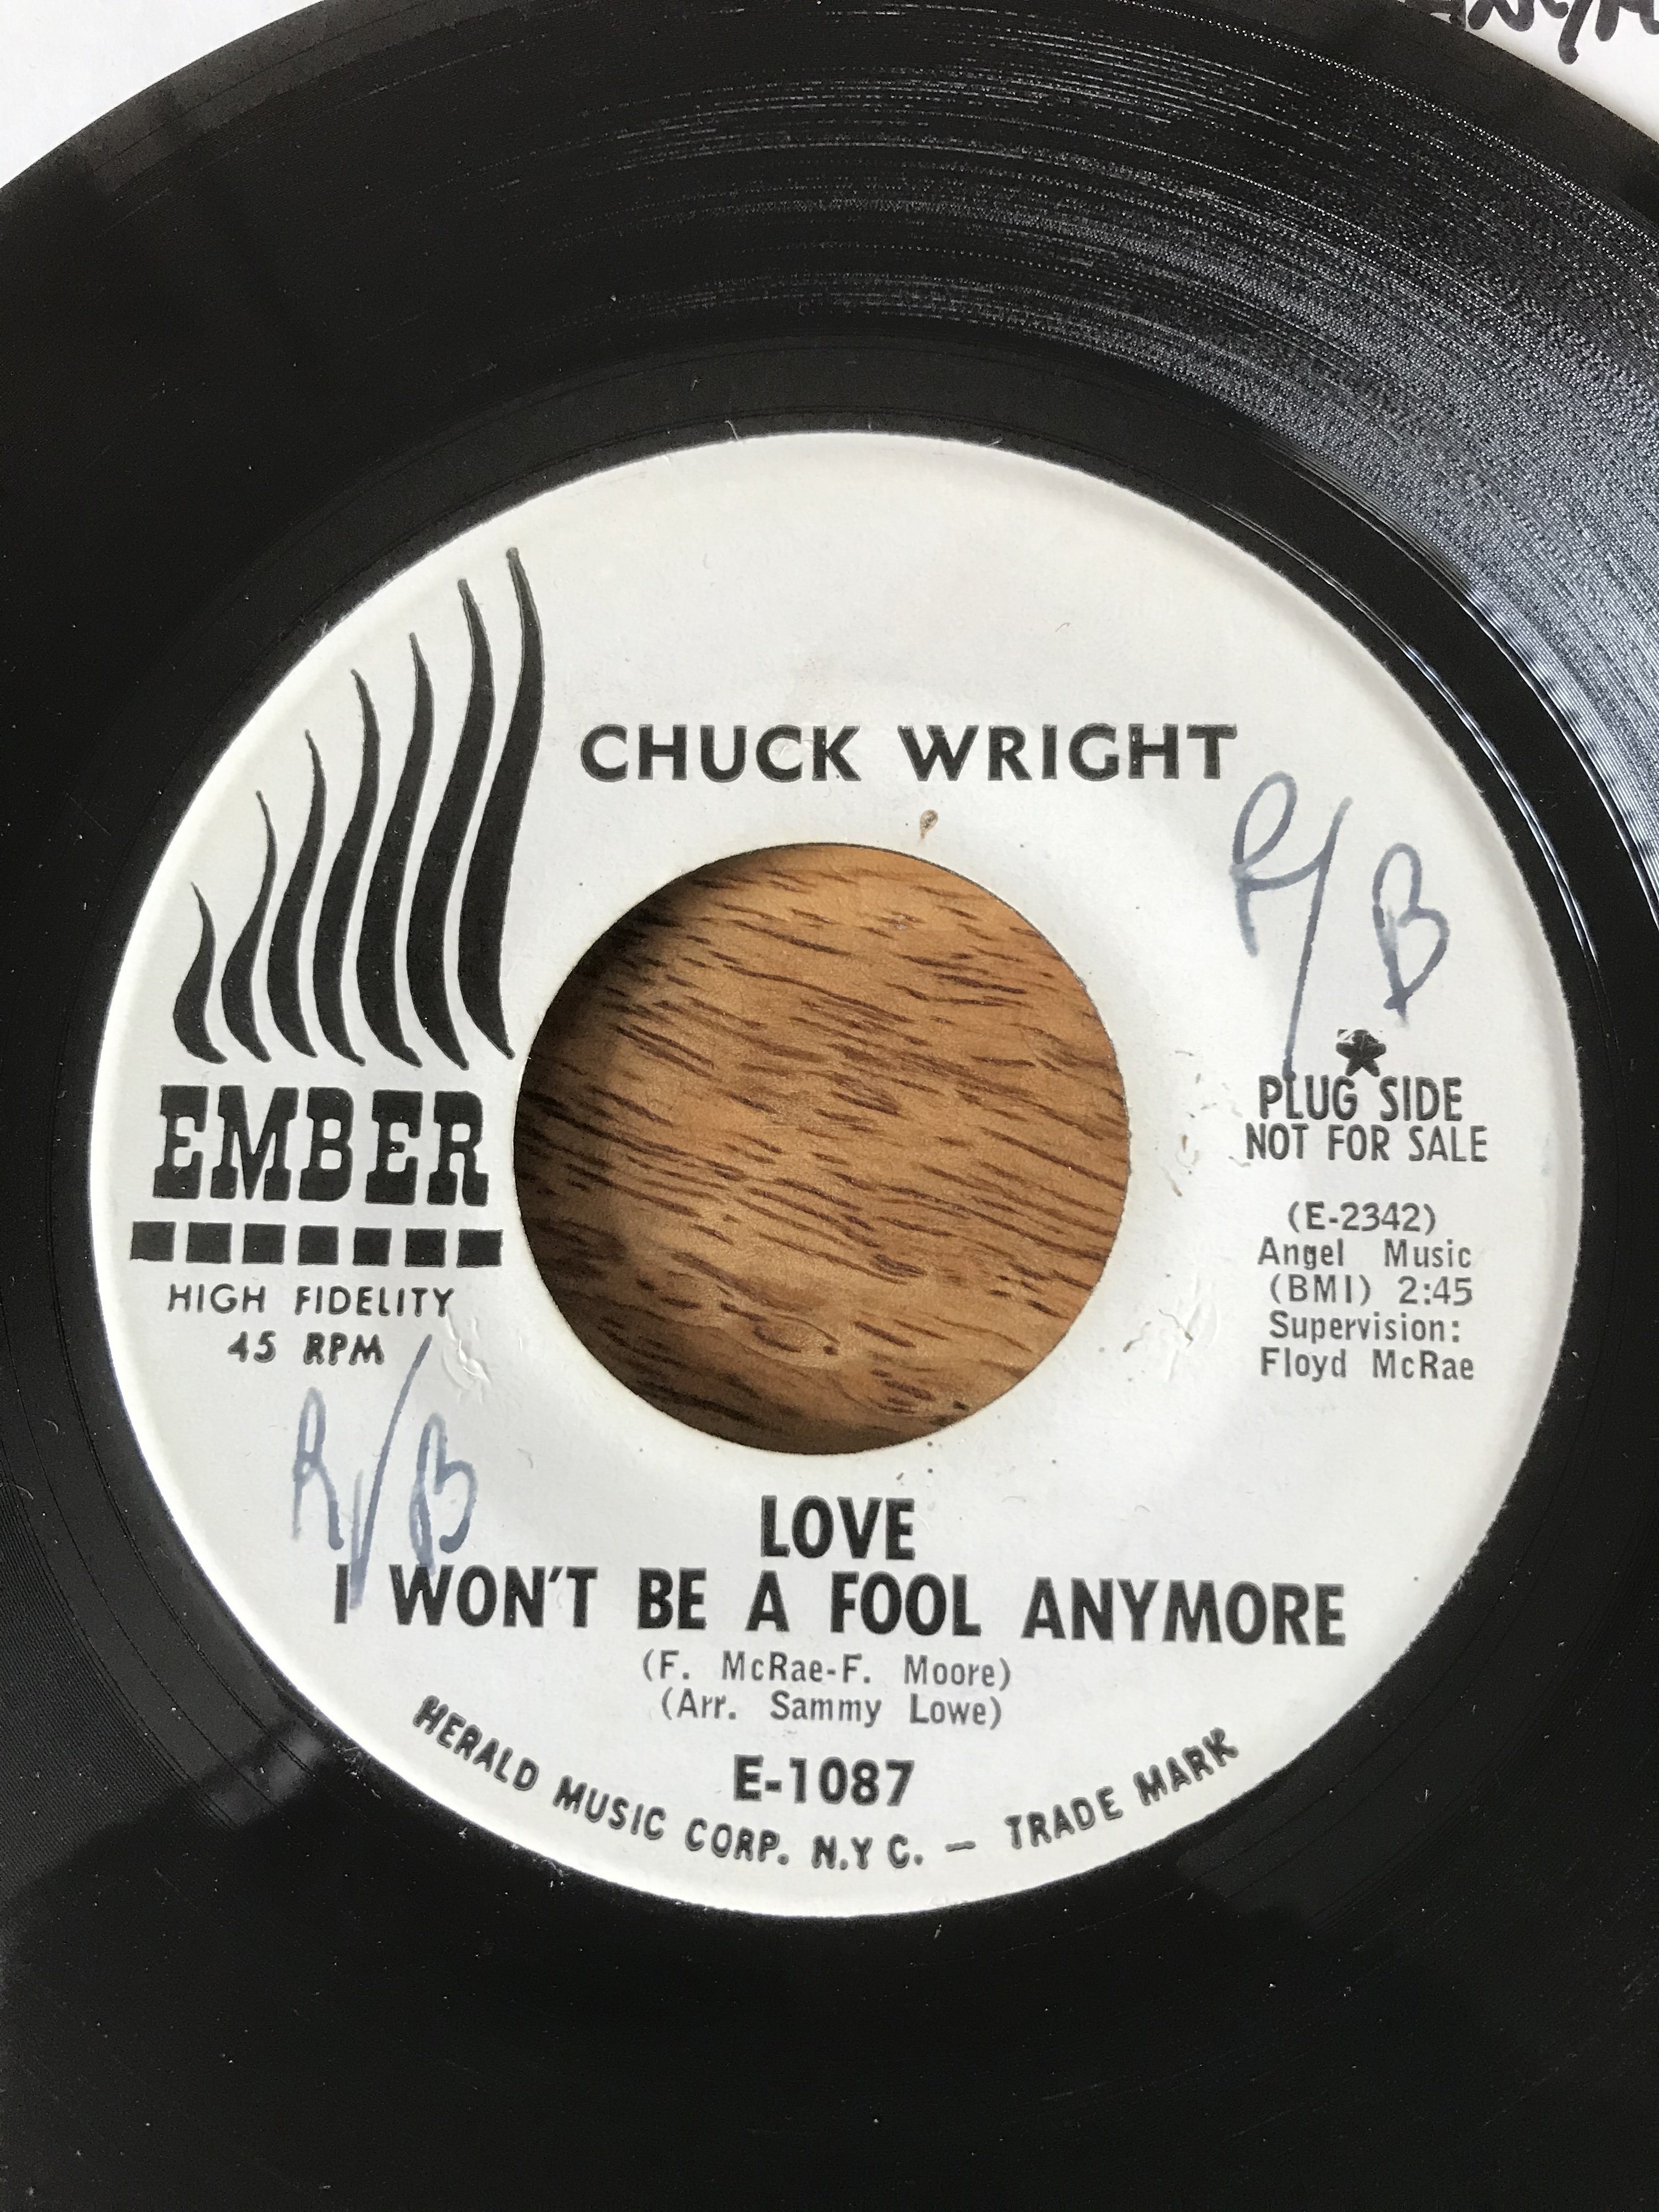 CHUCK WRIGHT
R/B
PLUG SIDE
NOT FOR SALE
EMBER
HIGH FIDELITY
45 RPM
(E-2342)
Angel Music
(BMI) 2:45
Supervision:
Floyd McRae
R/B
LOVE
I WON'T BE A FOOL ANYMORE
(F. McRae-F. Moore)
(Arr. Sammy Lowe)
E-1087
HERALD MUSIC CORP. N.Y C. — TRADE MARK